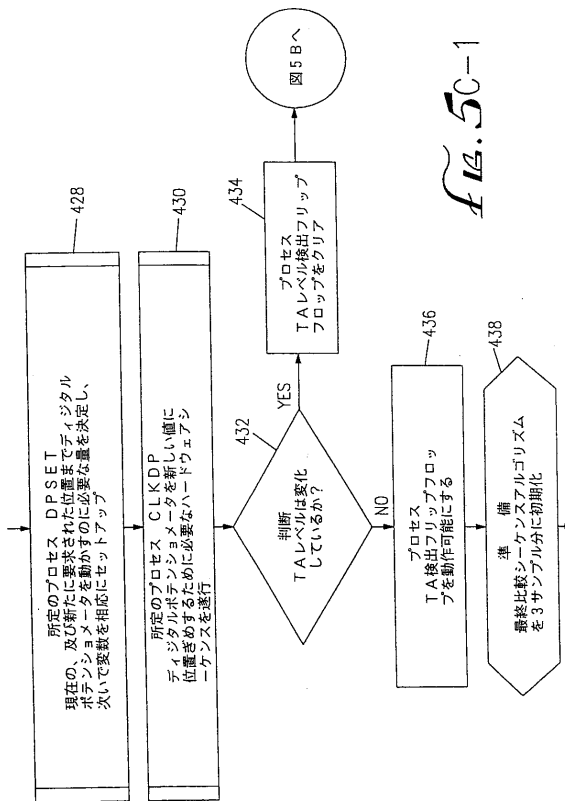 所定のプロセス DPSET
現在の、及び新たに要求された位置までディジタル
ポテンショメータを動かすのに必要な量を決定し、
次いで変数を相応にセットアップ
428
所定のプロセス CLKDP
ディジタルポテンショメータを新しい値に
位置ぎめするために必要なハードウェアシ
ーケンスを遂行
430
判断
TAレベルは変化
しているか?
432
YES
プロセス
TAレベル検出フリップ
フロップをクリア
434
図5Bへ
NO
プロセス
TA検出フリップフロッ
プを動作可能にする
436
準 備
最終比較シーケンスアルゴリズム
を3サンプル分に初期化
438
FIG. 5C-1